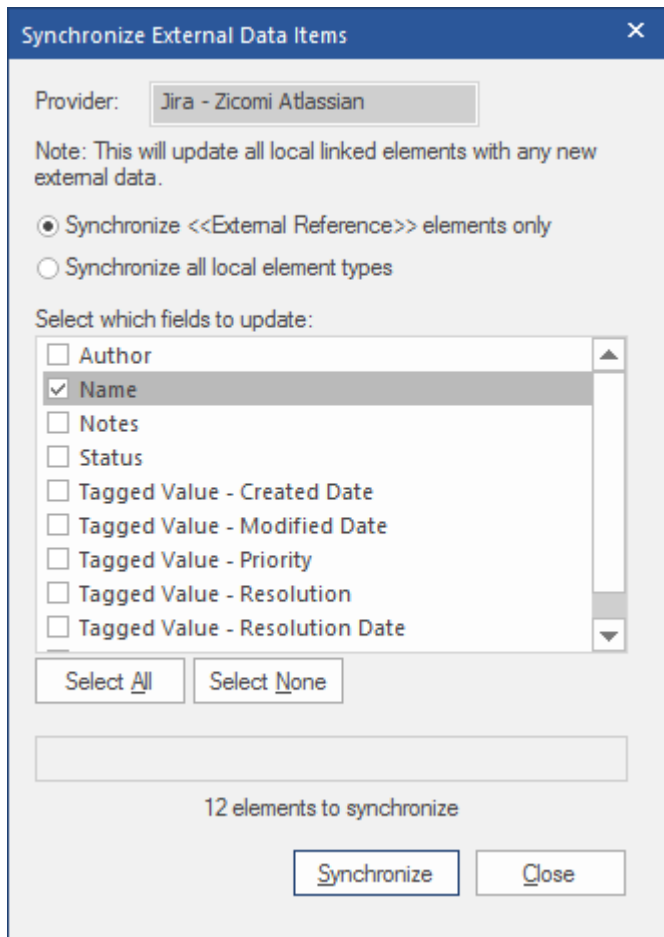 Synchronize External Data Items
Provider: Jira - Zicomi Atlassian
Note: This will update all local linked elements with any new
external data.
Synchronize <<External Reference>> elements only
Synchronize all local element types
Select which fields to update:
Author
Name
Notes
Status
Tagged Value - Created Date
Tagged Value - Modified Date
Tagged Value - Priority
Tagged Value - Resolution
Tagged Value - Resolution Date
Select All Select None
12 elements to synchronize
Synchronize Close